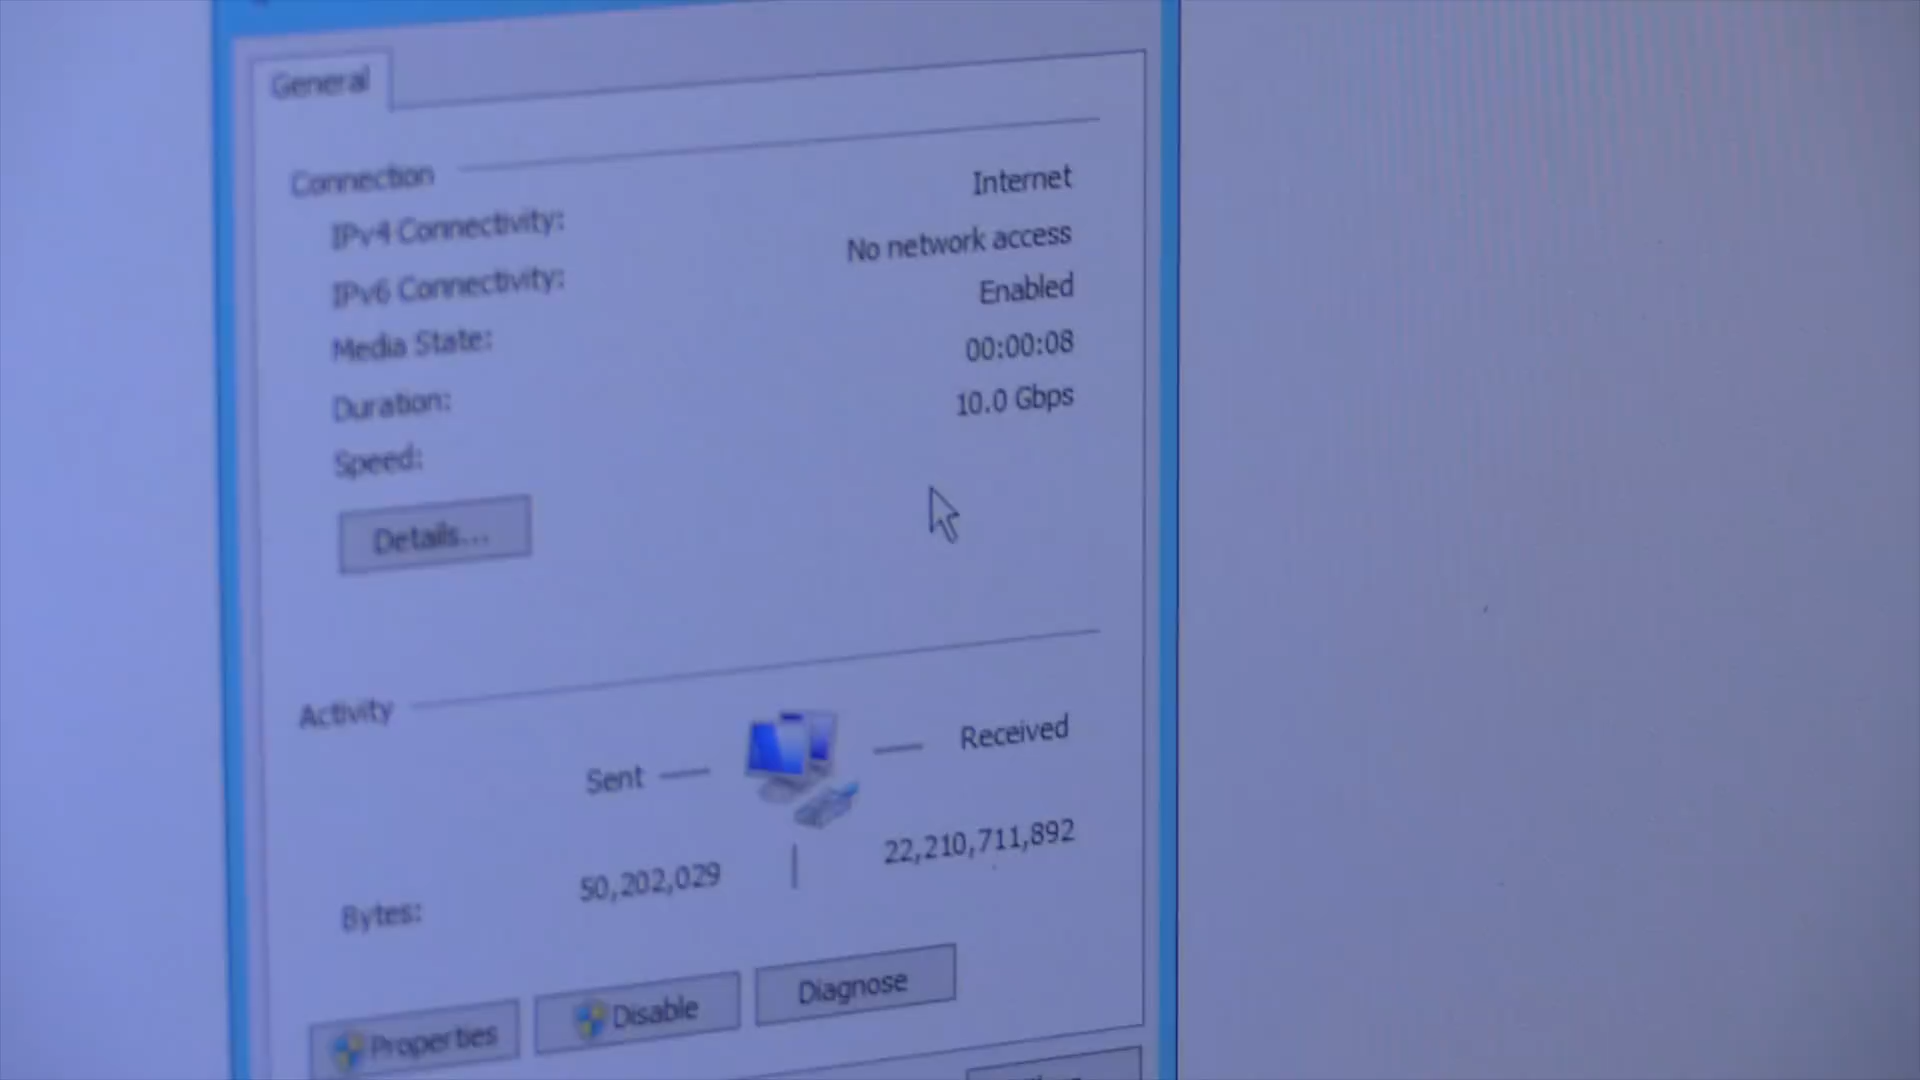 General
Connection
IPv4 Connectivity: Internet
IPv6 Connectivity: No network access
Media State: Enabled
Duration: 00:00:08
Speed: 10.0 Gbps
Details...
Activity
Sent — Received
Bytes: 50,202,029 | 22,210,711,892
Properties Disable Diagnose